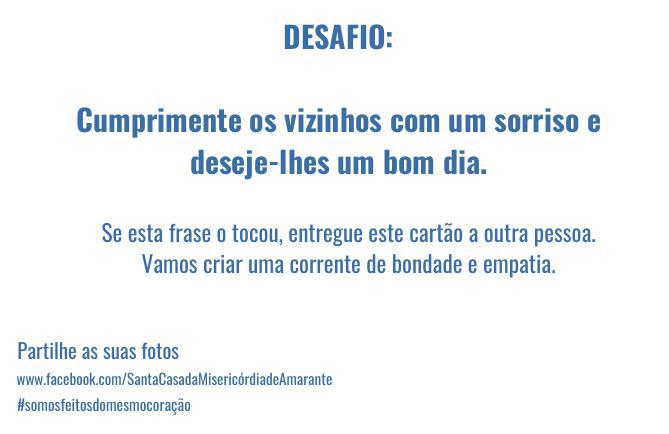 DESAFIO:
Cumprimente os vizinhos com um sorriso e
deseje-lhes um bom dia.
Se esta frase o tocou, entregue este cartão a outra pessoa.
Vamos criar uma corrente de bondade e empatia.
Partilhe as suas fotos
www.facebook.com/SantaCasadaMisericórdiadeAmarante
#somosfeitosdomesmocoração